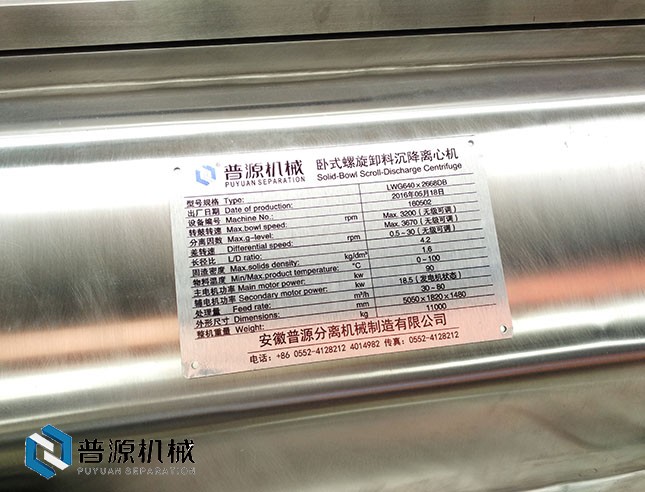 普源机械 卧式螺旋卸料沉降离心机
PUYUAN SEPARATION Solid-Bowl Scroll-Discharge Centrifuge
型号规格 Type: LWG640×2668DB
出厂日期 Date of production: 2016年05月18日
设备编号 Machine No.: 160502
转鼓转速 Max.bowl speed: rpm Max. 3200 (无级可调)
分离因数 Max.g-level: Max. 3670 (无级可调)
差转速 Differential speed: rpm 0.5-30 (无级可调)
长径比 L/D ratio: 4.2
固渣密度 Max.solids density: kg/dm³ 1.6
物料温度 Min/Max.product temperature: ℃ 0~100
主电机功率 Main motor power: kw 90
辅电机功率 Secondary motor power: kw 18.5 (发电机状态)
处理量 Feed rate: m³/h 30~80
外形尺寸 Dimensions: mm 5050×1820×1480
整机重量 Weight: kg 11000
安徽普源分离机械制造有限公司
电话: +86 0552-4128212 4014982 传真: 0552-4128212
普源机械
PUYUAN SEPARATION